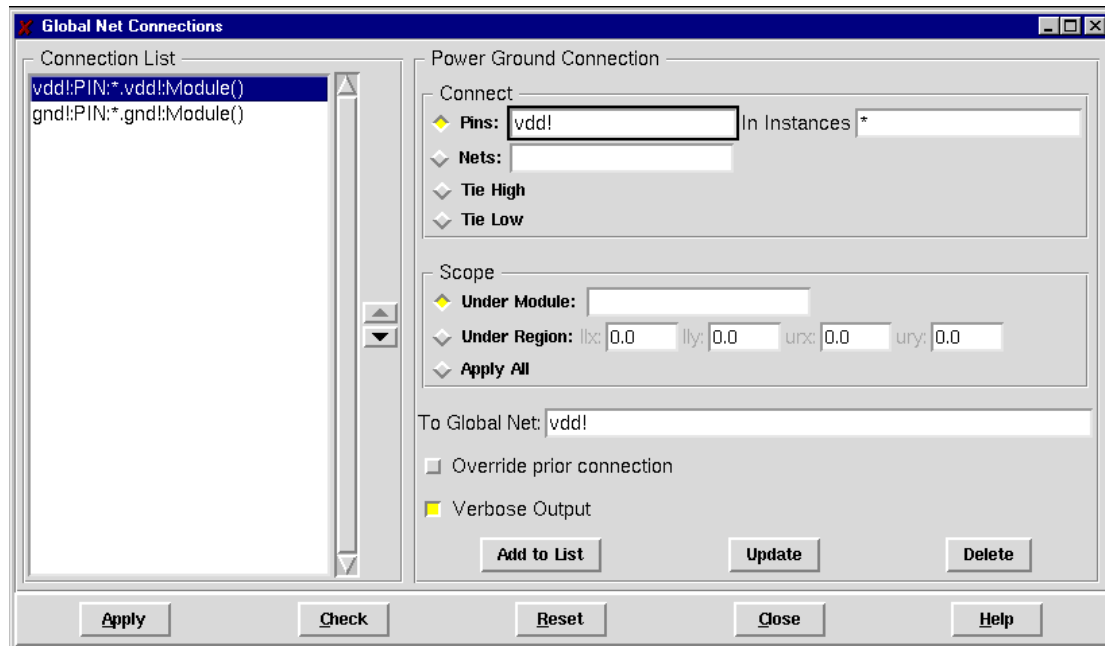 Global Net Connections
Connection List
vdd!:PIN:*.vdd!:Module()
gnd!:PIN:*.gnd!:Module()
Power Ground Connection
Connect
Pins: vdd! In Instances *
Nets:
Tie High
Tie Low
Scope
Under Module:
Under Region: llx: 0.0 lly: 0.0 urx: 0.0 ury: 0.0
Apply All
To Global Net: vdd!
Override prior connection
Verbose Output
Add to List Update Delete
Apply Check Reset Close Help